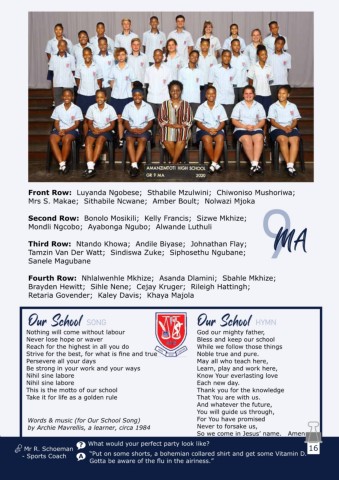 AMANZIMTOTI HIGH SCHOOL
GR 9 MA 2020
Front Row: Luyanda Ngobese; Sthabile Mzulwini; Chiwoniso Mushoriwa;
Mrs S. Makae; Sithabile Ncwane; Amber Boult; Nolwazi Mjoka
Second Row: Bonolo Mosikili; Kelly Francis; Sizwe Mkhize;
Mondli Ngcobo; Ayabonga Ngubo; Alwande Luthuli
9 MA
Third Row: Ntando Khowa; Andile Biyase; Johnathan Flay;
Tamzin Van Der Watt; Sindiswa Zuke; Siphosethu Ngubane;
Sanele Magubane
Fourth Row: Nhlalwenhle Mkhize; Asanda Dlamini; Sbahle Mkhize;
Brayden Hewitt; Sihle Nene; Cejay Kruger; Rileigh Hattingh;
Retaria Govender; Kaley Davis; Khaya Majola
Our School SONG
Nothing will come without labour
Never lose hope or waver
Reach for the highest in all you do
Strive for the best, for what is fine and true
Persevere all your days
Be strong in your work and your ways
Nihil sine labore
Nihil sine labore
This is the motto of our school
Take it for life as a golden rule
Words & music (for Our School Song)
by Archie Mavrellis, a learner, circa 1984
Our School HYMN
God our mighty father,
Bless and keep our school
While we follow those things
Noble true and pure.
May all who teach here,
Learn, play and work here,
Know Your everlasting love
Each new day.
Thank you for the knowledge
That You are with us.
And whatever the future,
You will guide us through,
For You have promised
Never to forsake us,
So we come in Jesus' name. Amen
16
Mr R. Schoeman
- Sports Coach
? What would your perfect party look like?
A "Put on some shorts, a bohemian collared shirt and get some Vitamin D.
Gotta be aware of the flu in the airiness."